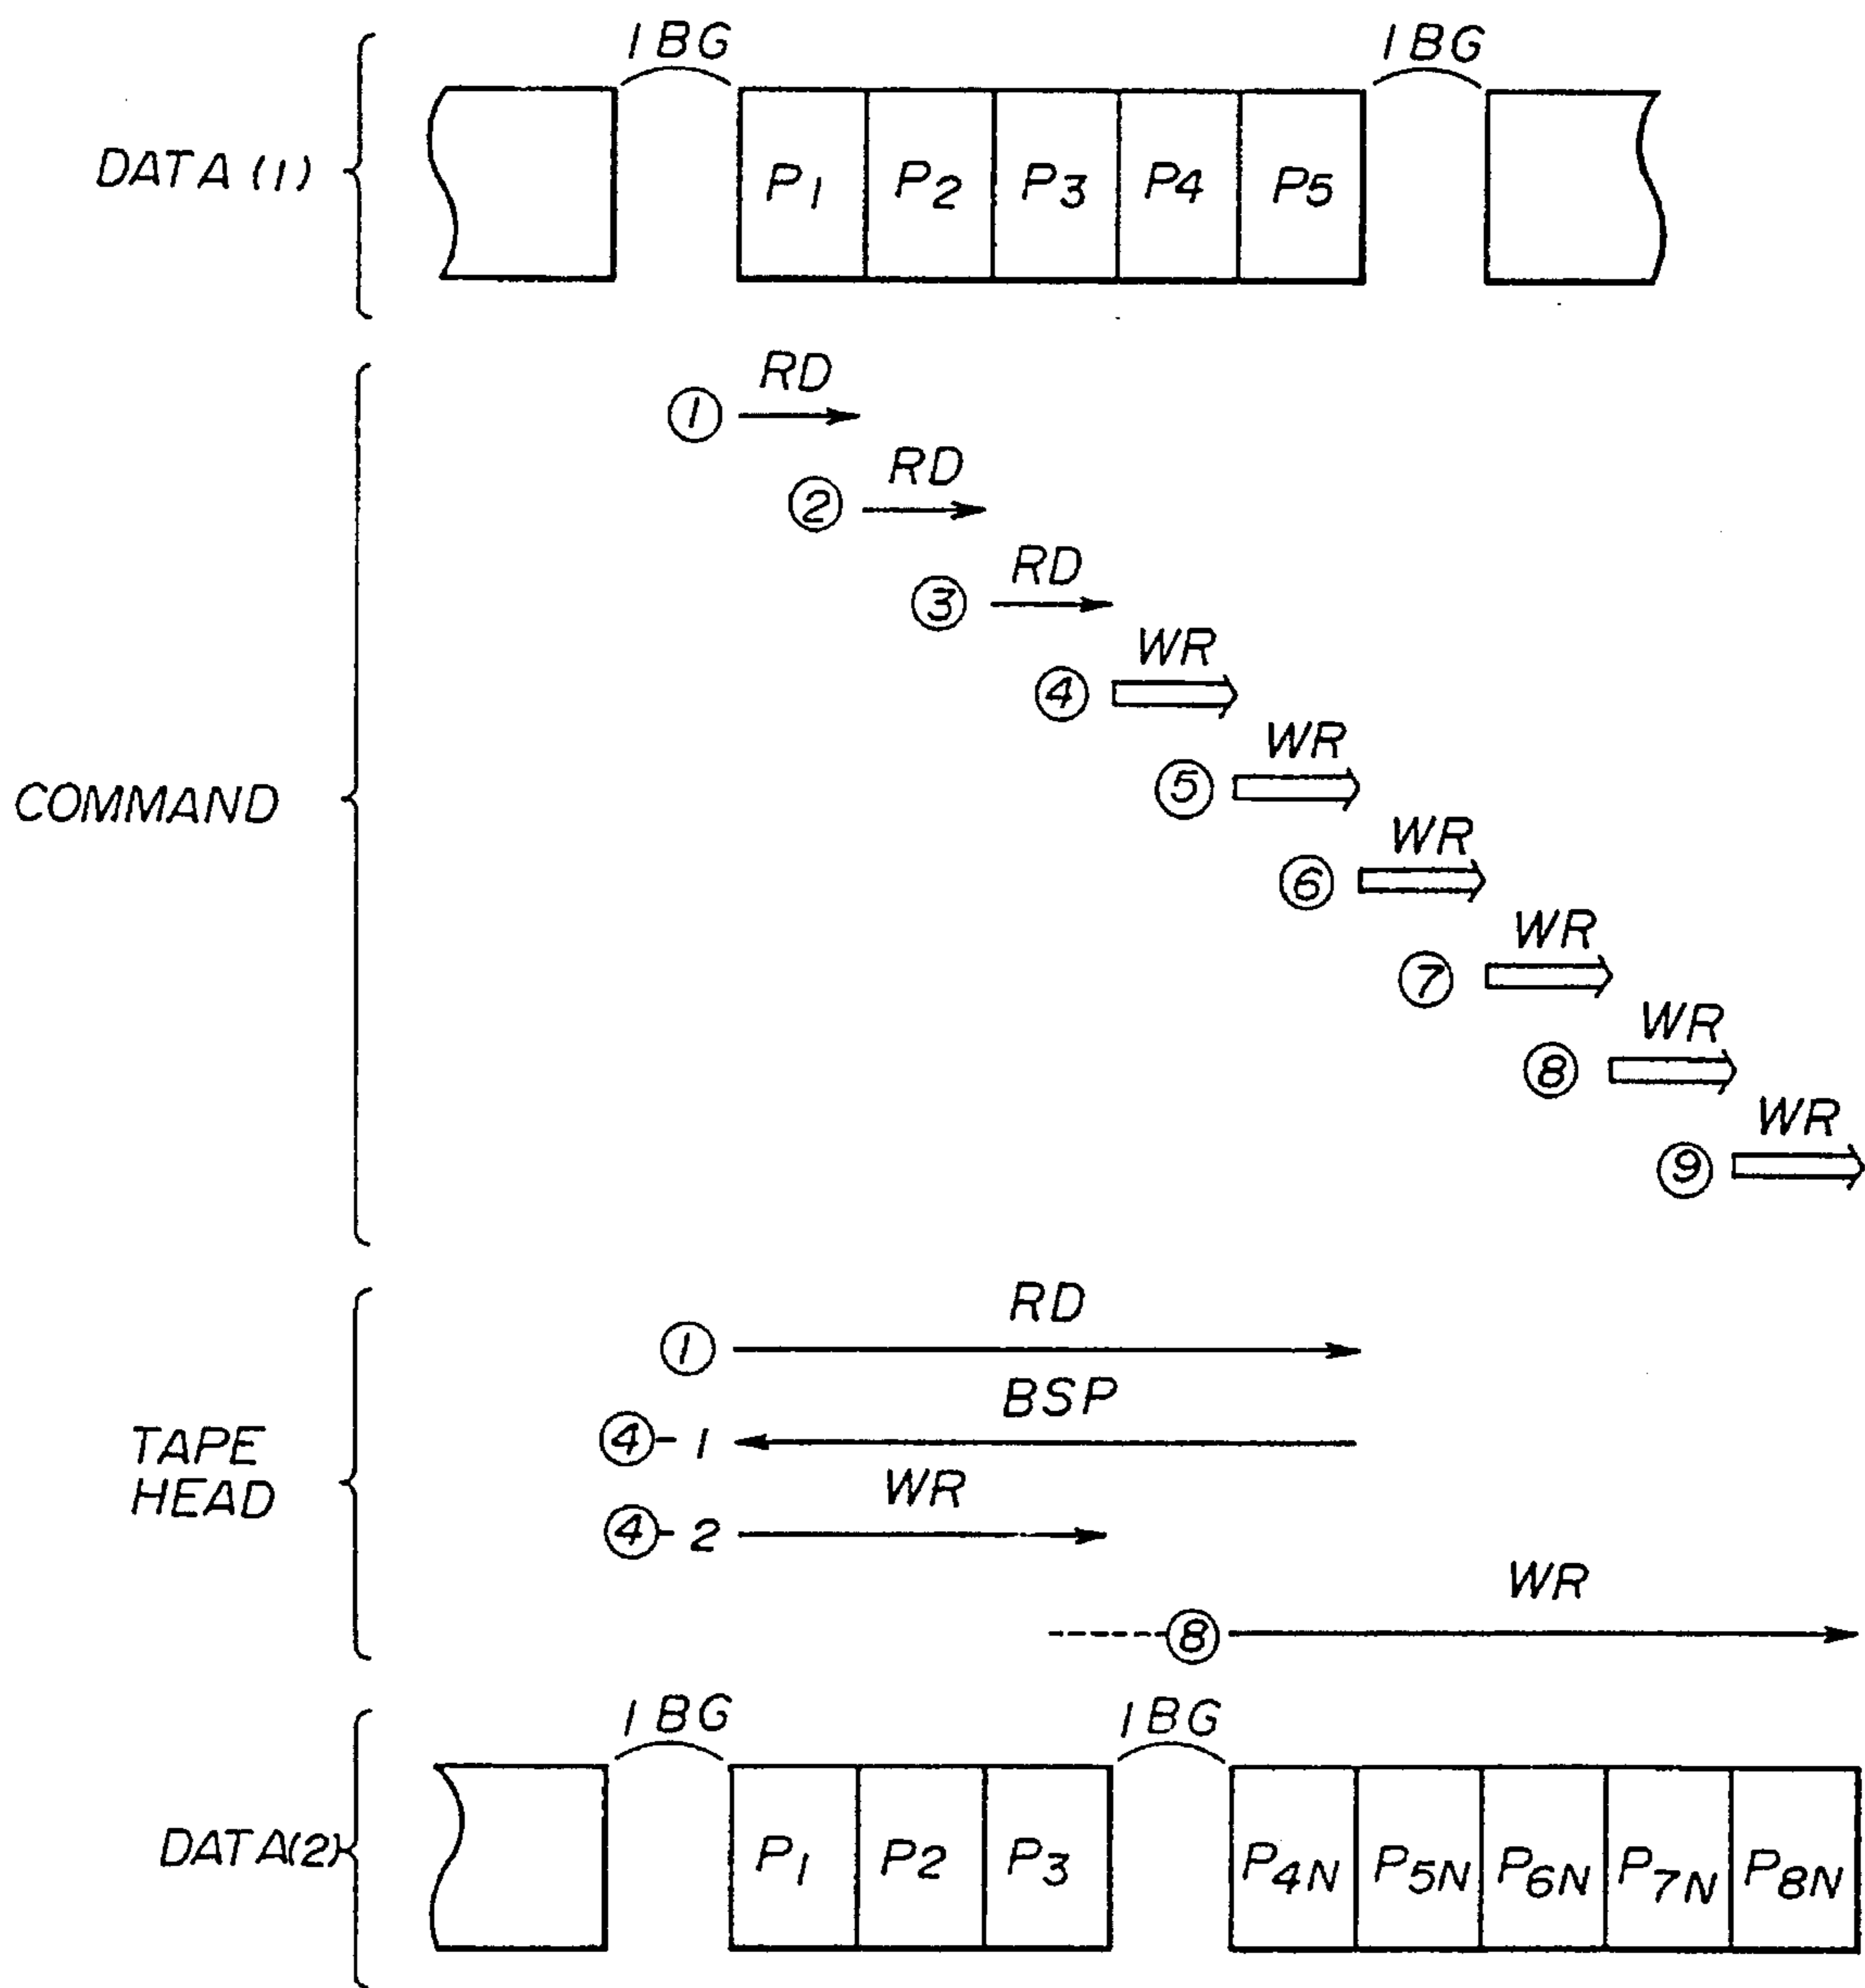 IBG IBG
DATA (1)
P1 P2 P3 P4 P5
COMMAND
① RD
② RD
③ RD
④ WR
⑤ WR
⑥ WR
⑦ WR
⑧ WR
⑨ WR
TAPE
HEAD
① RD
④-1 BSP
④-2 WR
⑧ WR
IBG IBG
DATA(2)
P1 P2 P3 P4N P5N P6N P7N P8N